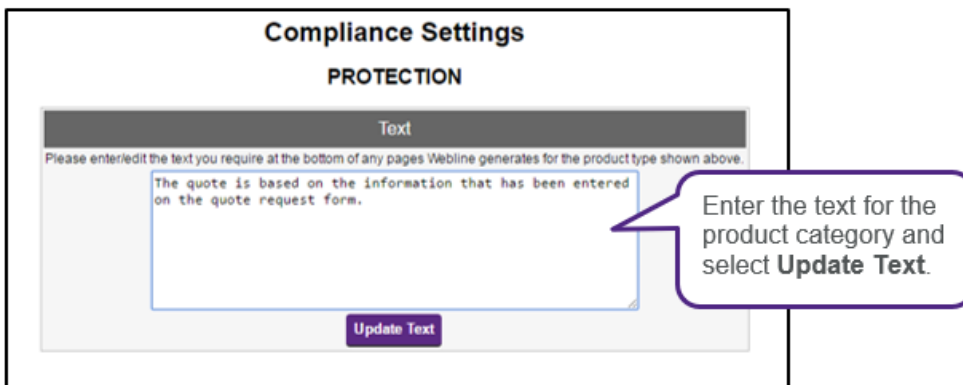 Compliance Settings
PROTECTION
Text
Please enter/edit the text you require at the bottom of any pages Webline generates for the product type shown above.
The quote is based on the information that has been entered
on the quote request form.
Enter the text for the
product category and
select Update Text.
Update Text